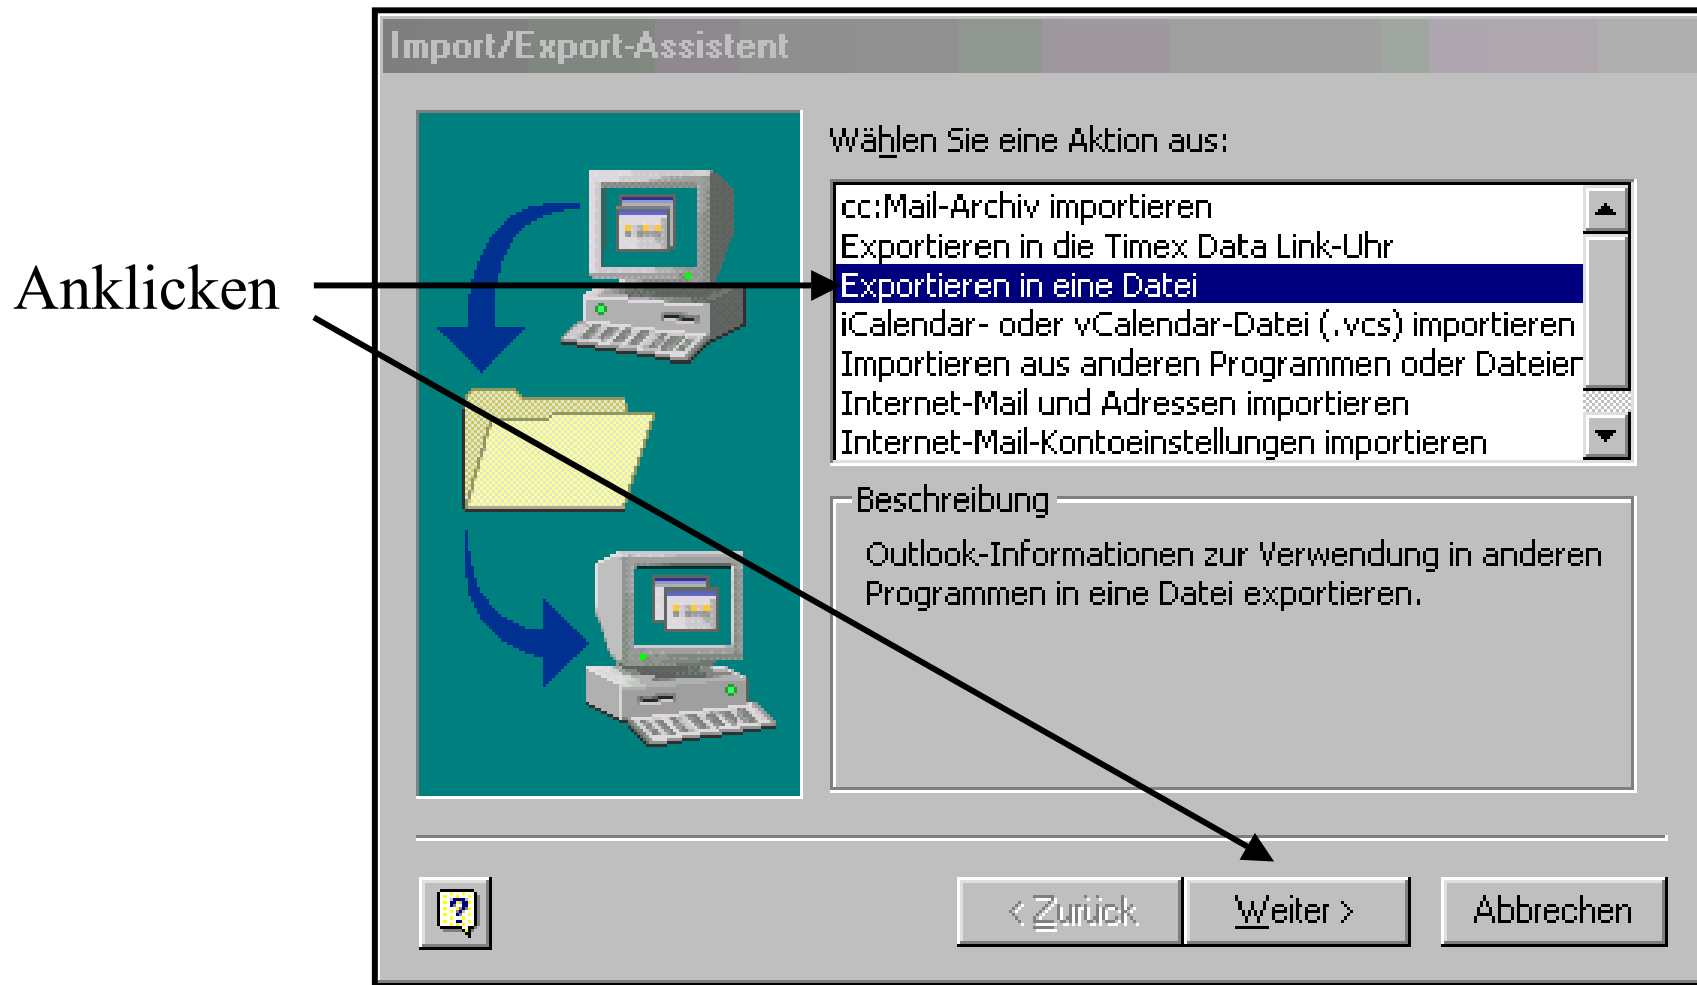 Import/Export-Assistent
Wählen Sie eine Aktion aus:
cc:Mail-Archiv importieren
Exportieren in die Timex Data Link-Uhr
Anklicken
Exportieren in eine Datei
iCalendar- oder vCalendar-Datei (.vcs) importieren
Importieren aus anderen Programmen oder Dateier
Internet-Mail und Adressen importieren
Internet-Mail-Kontoeinstellungen importieren
Beschreibung
Outlook-Informationen zur Verwendung in anderen
Programmen in eine Datei exportieren.
?
< Zurück
Weiter >
Abbrechen